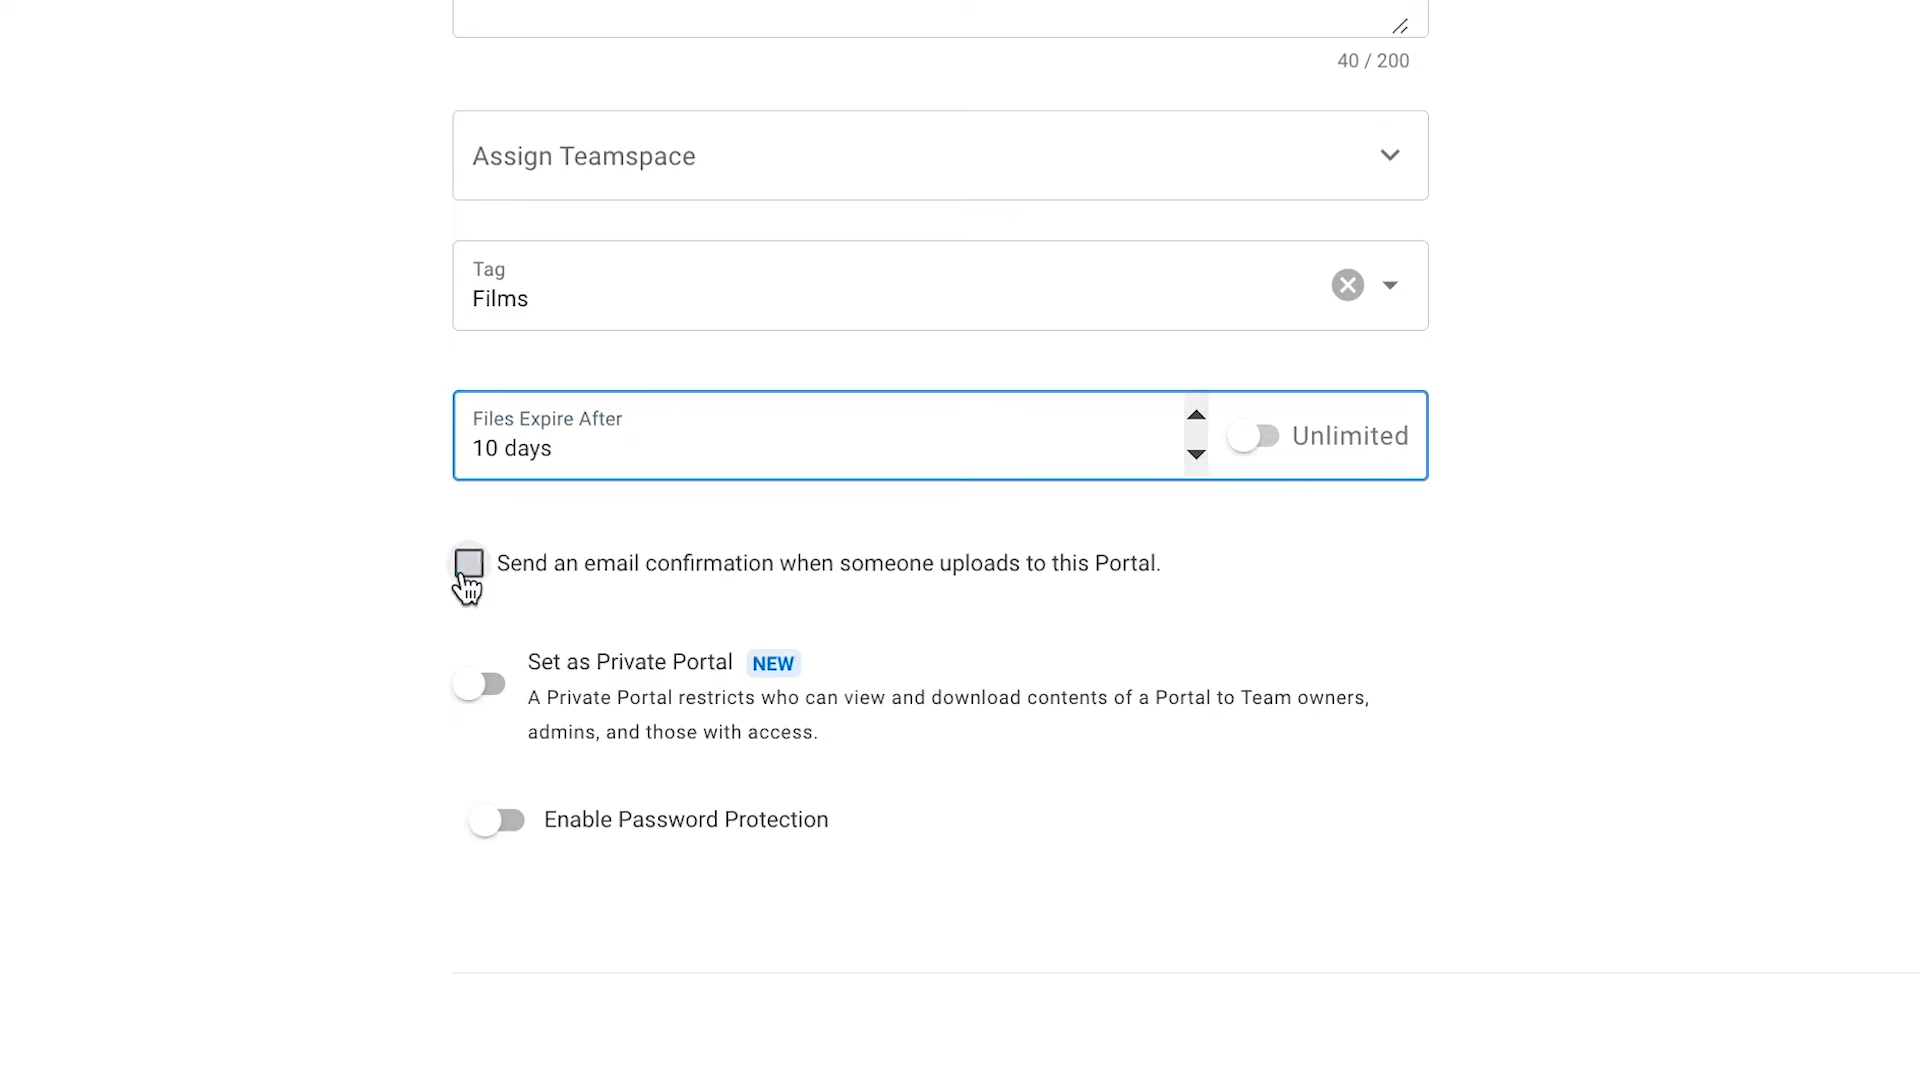 40 / 200
Assign Teamspace
Tag
Films
Files Expire After
10 days
Unlimited
Send an email confirmation when someone uploads to this Portal.
Set as Private Portal NEW
A Private Portal restricts who can view and download contents of a Portal to Team owners,
admins, and those with access.
Enable Password Protection